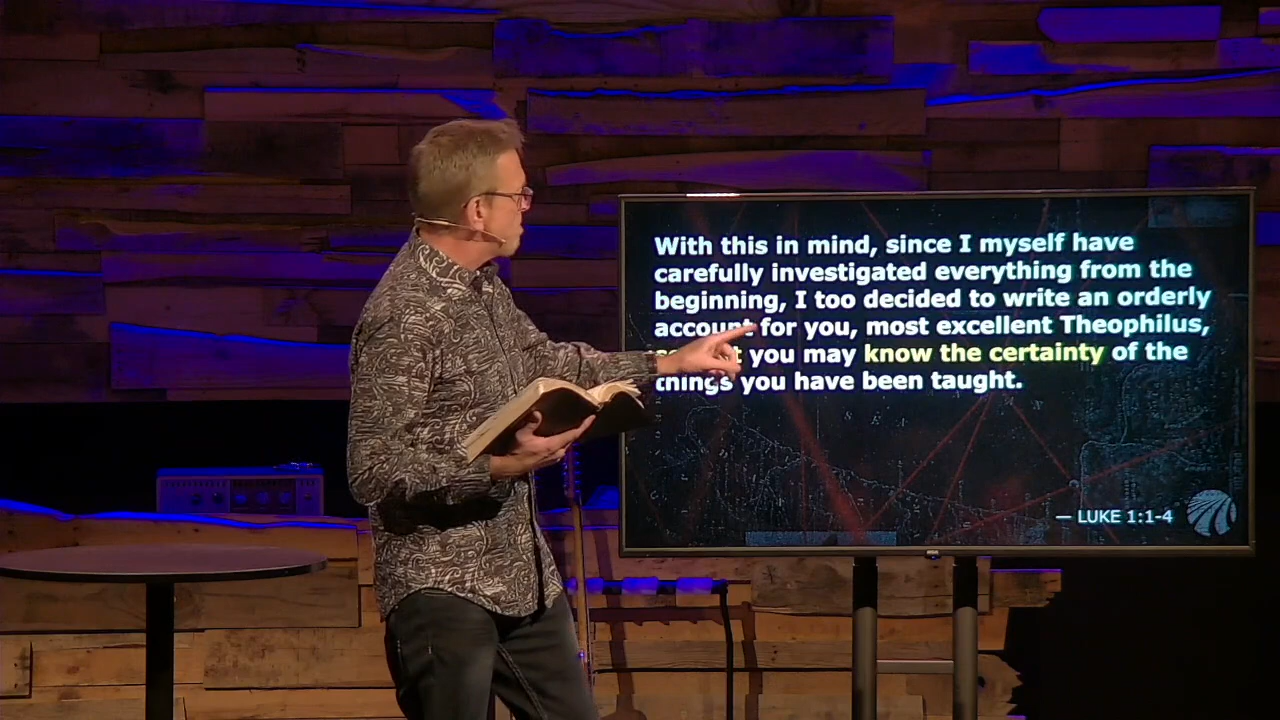 With this in mind, since I myself have
carefully investigated everything from the
beginning, I too decided to write an orderly
account for you, most excellent Theophilus,
you may know the certainty of the
things you have been taught.
— LUKE 1:1-4